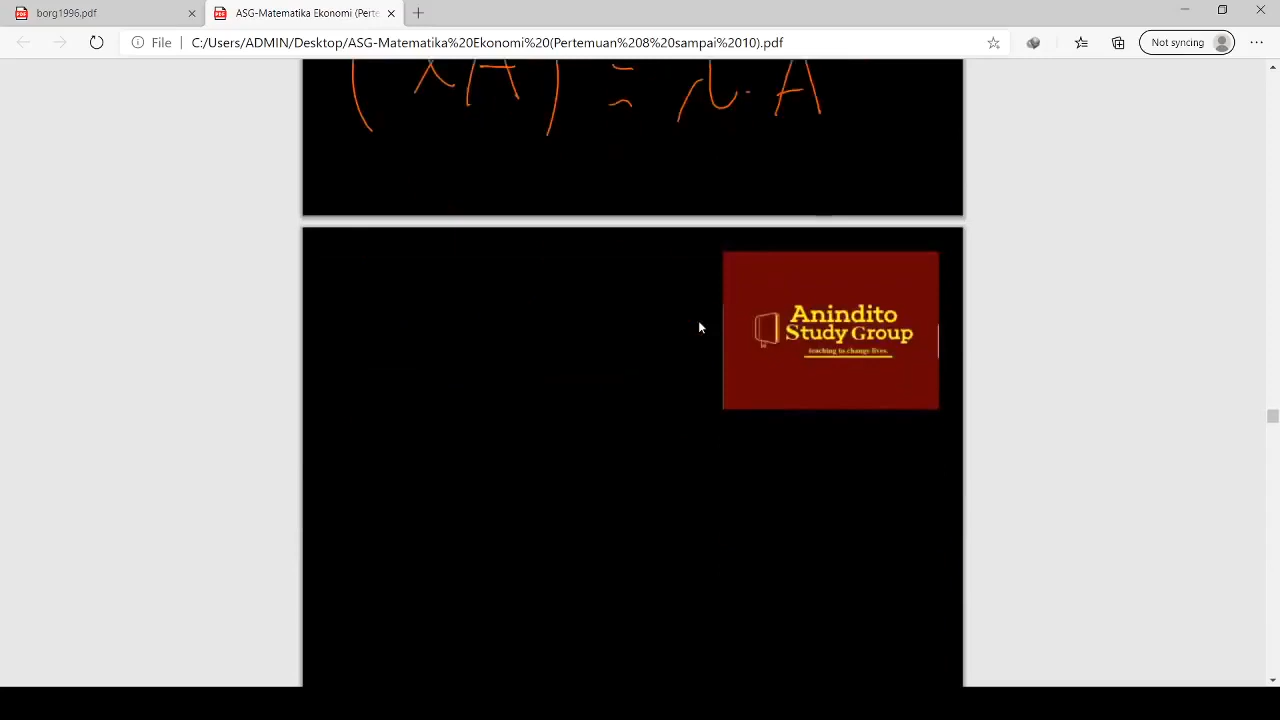 borg1996.pdf
ASG-Matematika Ekonomi (Perte
File
C:/Users/ADMIN/Desktop/ASG-Matematika%20Ekonomi%20(Pertemuan%208%20sampai%2010).pdf
Not syncing
Anindito
Study Group
teaching to change lives.